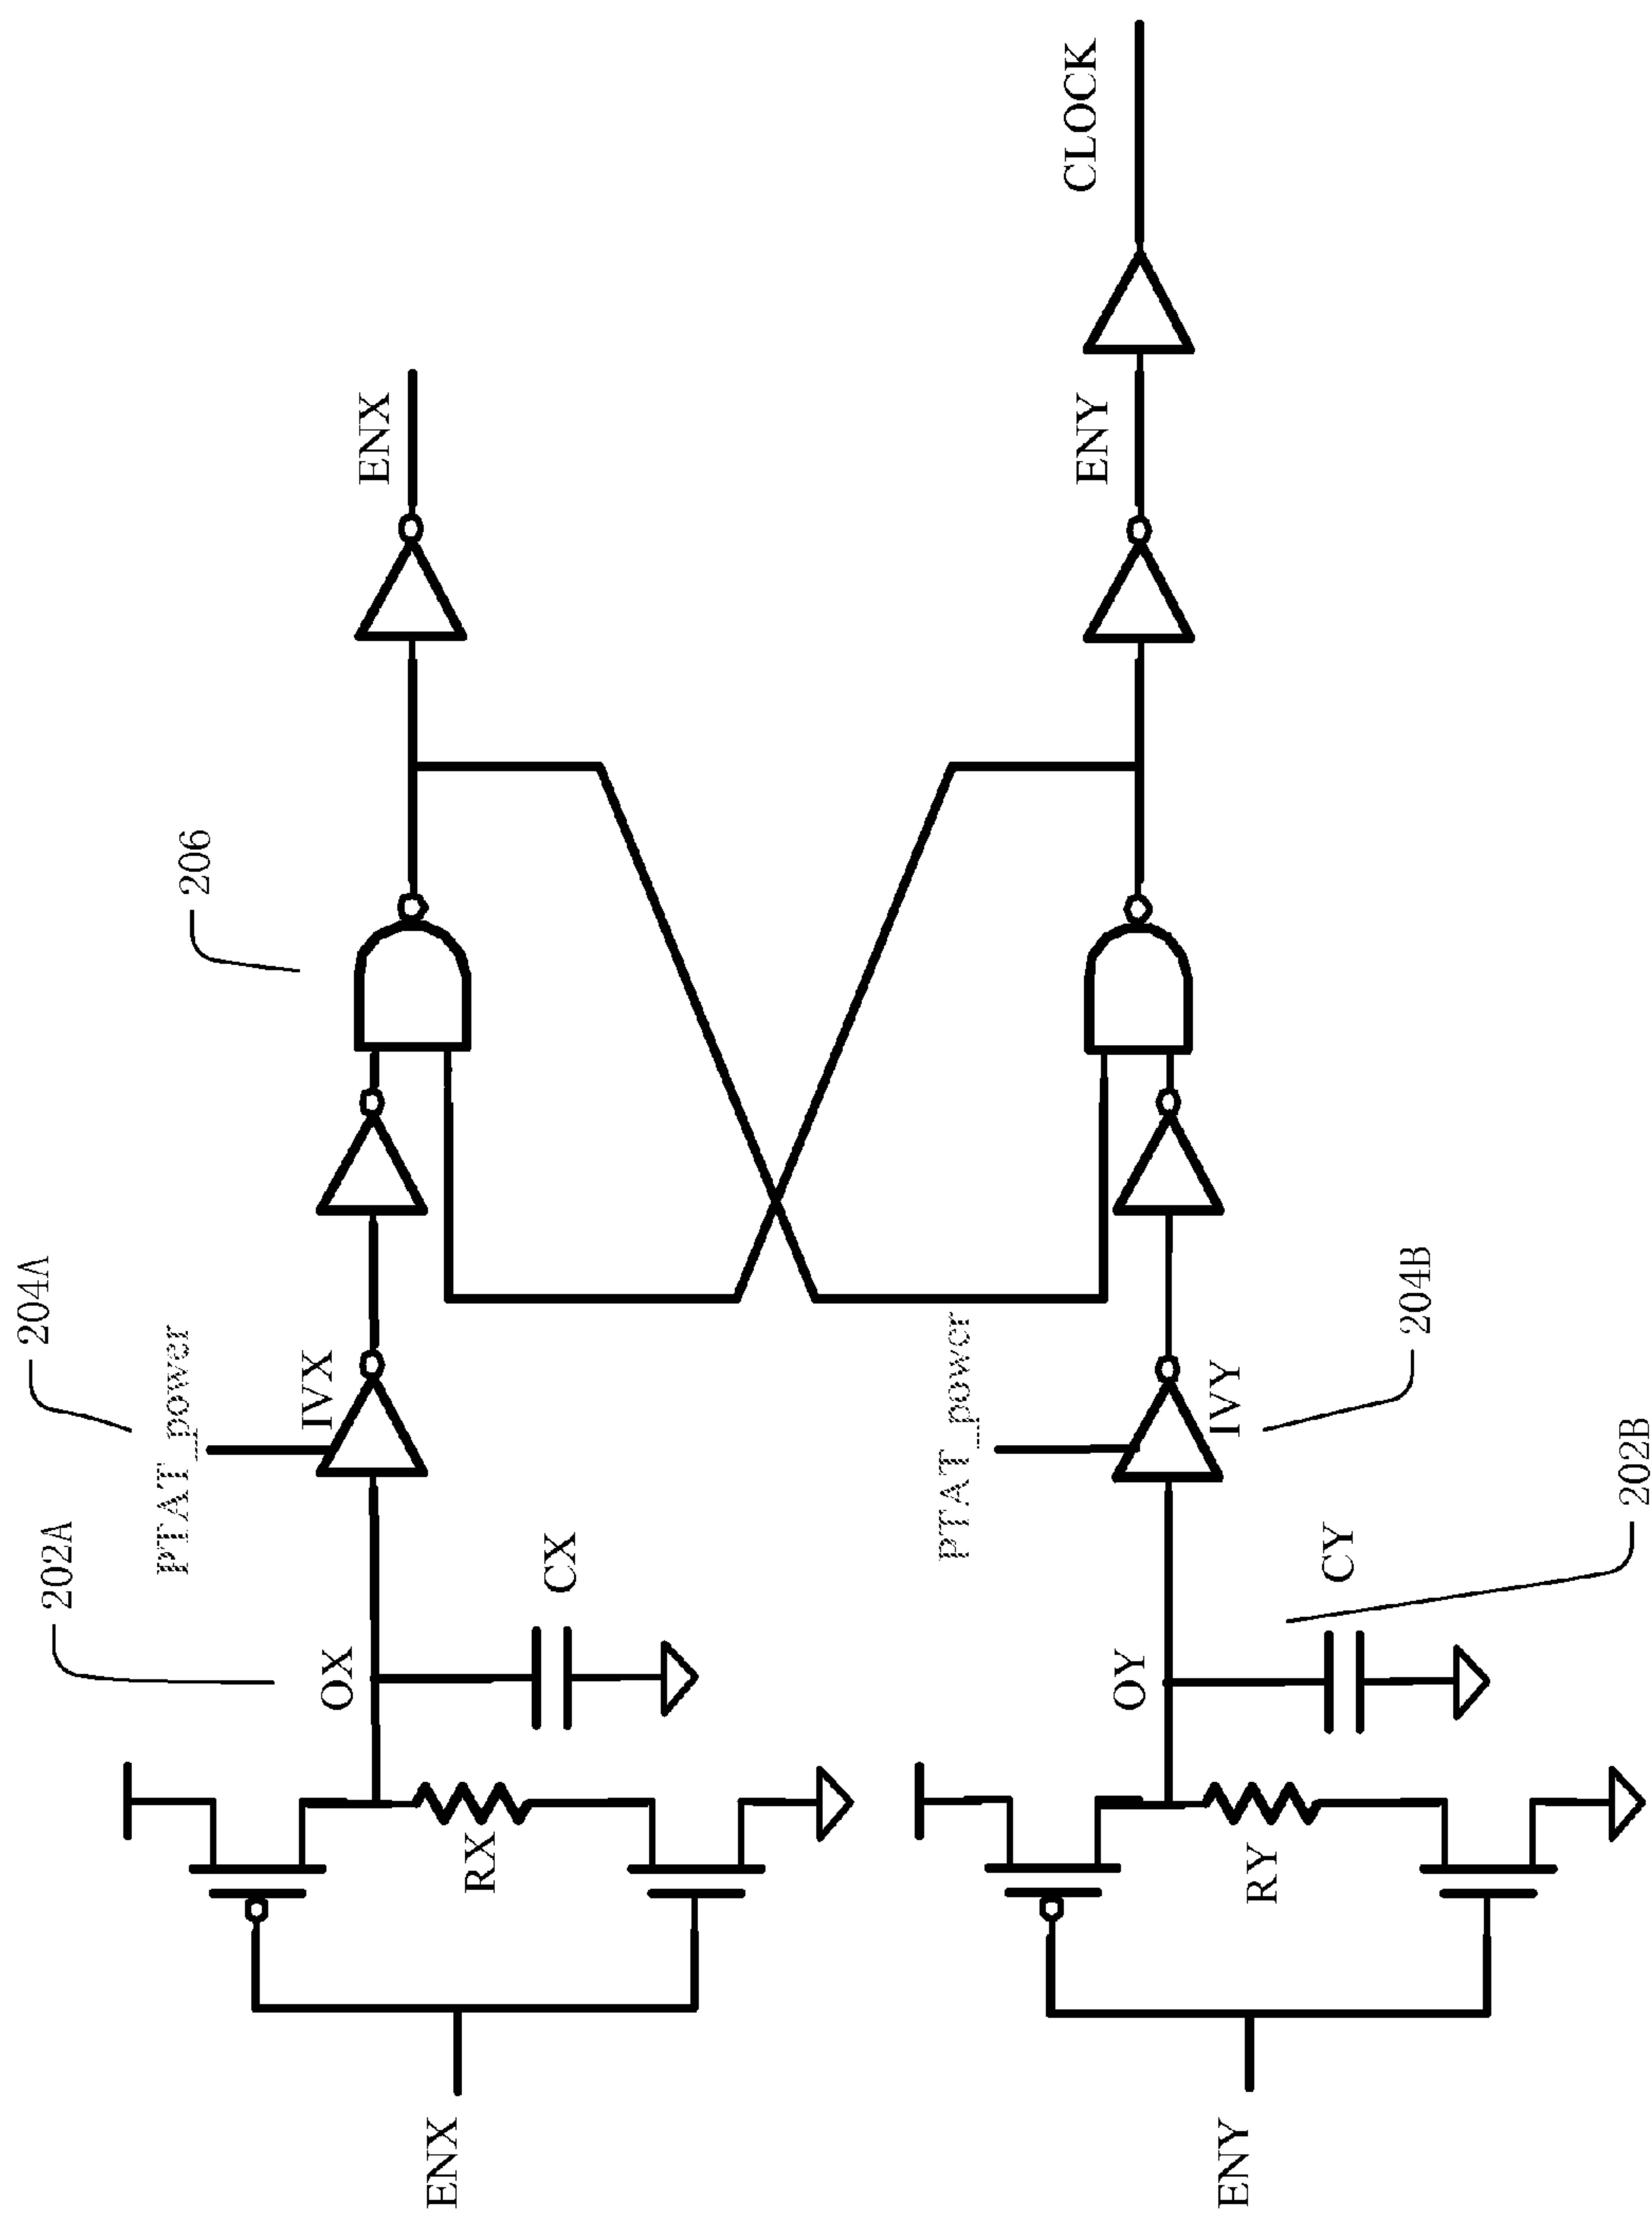 CLOCK
ENX
ENY
206
204A
PTAT_power
IVX
PTAT_power
IVY
204B
202A
OX
CX
OY
CY
202B
RX
RY
ENX
ENY